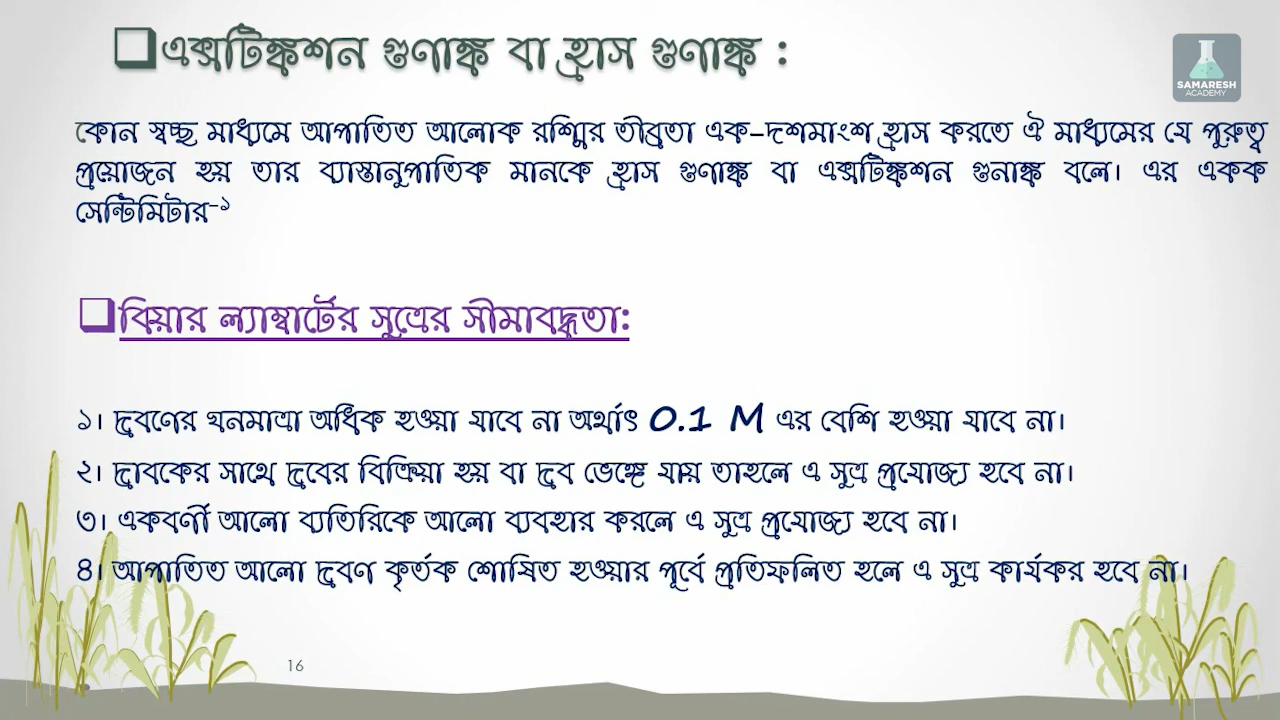 এক্সটিঙ্কশন গুণাঙ্ক বা হ্রাস গুণাঙ্ক :
SAMARESH
ACADEMY
কোন স্বচ্ছ মাধ্যমে আপাতিত আলোক রশ্মির তীব্রতা এক-দশমাংশ হ্রাস করতে ঐ মাধ্যমের যে পুরুত্ব
প্রয়োজন হয় তার ব্যাস্তানুপাতিক মানকে হ্রাস গুণাঙ্ক বা এক্সটিঙ্কশন গুনাঙ্ক বলে। এর একক
সেন্টিমিটার⁻¹
বিয়ার ল্যাম্বার্টের সূত্রের সীমাবদ্ধতা:
১। দ্রবণের ঘনমাত্রা অধিক হওয়া যাবে না অর্থাৎ 0.1 M এর বেশি হওয়া যাবে না।
২। দ্রাবকের সাথে দ্রবের বিক্রিয়া হয় বা দ্রব ভেঙ্গে যায় তাহলে এ সূত্র প্রযোজ্য হবে না।
৩। একবর্ণী আলো ব্যতিরিকে আলো ব্যবহার করলে এ সূত্র প্রযোজ্য হবে না।
৪। আপাতিত আলো দ্রবণ কৃর্তক শোষিত হওয়ার পূর্বে প্রতিফলিত হলে এ সূত্র কার্যকর হবে না।
16